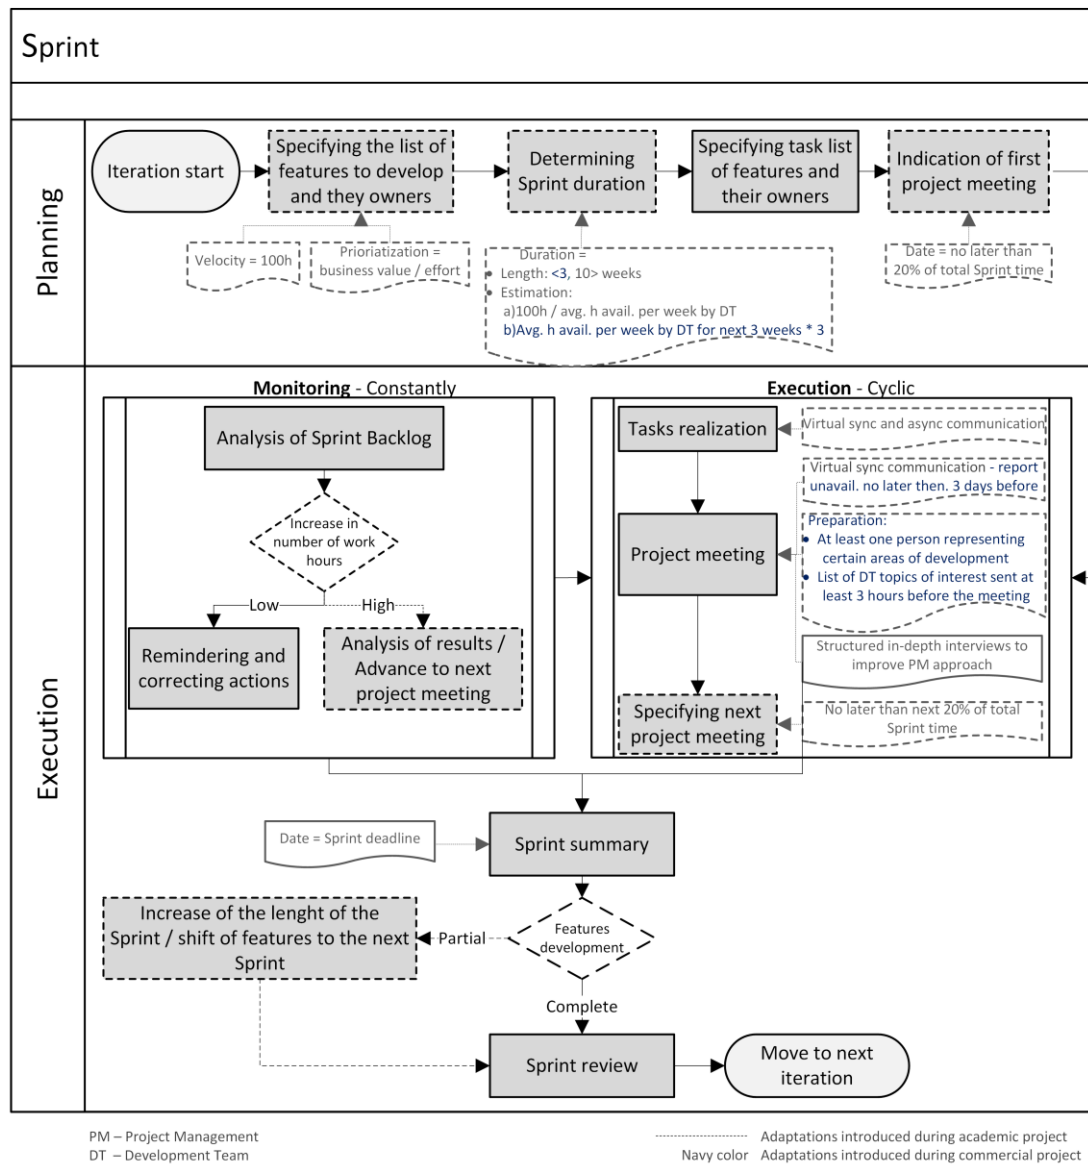 Sprint
Planning
Iteration start
Specifying the list of
features to develop
and they owners
Determining
Sprint duration
Specifying task list
of features and
their owners
Indication of first
project meeting
Velocity = 100h
Prioriatization =
business value / effort
Duration =
• Length: <3, 10> weeks
• Estimation:
a)100h / avg. h avail. per week by DT
b)Avg. h avail. per week by DT for next 3 weeks * 3
Date = no later than
20% of total Sprint time
Execution
Monitoring - Constantly
Analysis of Sprint Backlog
Increase in
number of work
hours
Low
High
Remindering and
correcting actions
Analysis of results /
Advance to next
project meeting
Execution - Cyclic
Tasks realization
Virtual sync and async communication
Virtual sync communication - report
unavail. no later then. 3 days before
Project meeting
Preparation:
• At least one person representing
certain areas of development
• List of DT topics of interest sent at
least 3 hours before the meeting
Structured in-depth interviews to
improve PM approach
Specifying next
project meeting
No later than next 20% of total
Sprint time
Date = Sprint deadline
Sprint summary
Increase of the lenght of the
Sprint / shift of features to the next
Sprint
Partial
Features
development
Complete
Sprint review
Move to next
iteration
PM – Project Management
DT – Development Team
Adaptations introduced during academic project
Navy color Adaptations introduced during commercial project